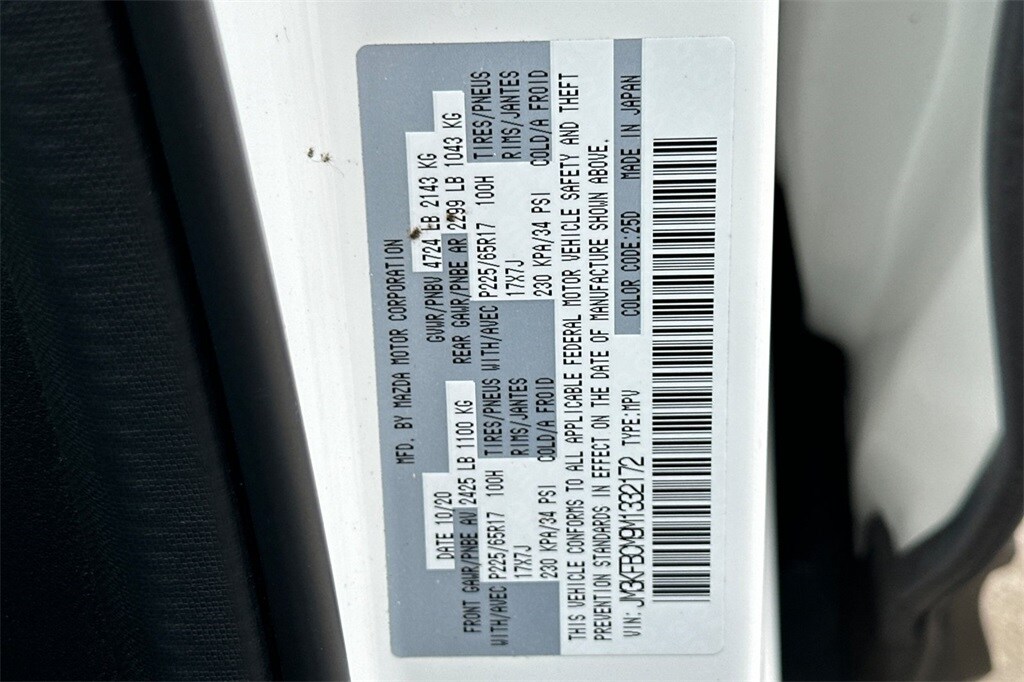 MFD. BY MAZDA MOTOR CORPORATION
DATE 10/20 GVWR/PNBV 4724 LB 2143 KG
FRONT GAWR/PNBE AV 2425 LB 1100 KG REAR GAWR/PNBE AR 2299 LB 1043 KG
WITH/AVEC P225/65R17 100H TIRES/PNEUS WITH/AVEC P225/65R17 100H TIRES/PNEUS
17X7J RIMS/JANTES 17X7J RIMS/JANTES
230 KPA/34 PSI COLD/A FROID 230 KPA/34 PSI COLD/A FROID
THIS VEHICLE CONFORMS TO ALL APPLICABLE FEDERAL MOTOR VEHICLE SAFETY AND THEFT
PREVENTION STANDARDS IN EFFECT ON THE DATE OF MANUFACTURE SHOWN ABOVE.
VIN: JM3KFBCM9M1332172 TYPE:MPV COLOR CODE:25D MADE IN JAPAN